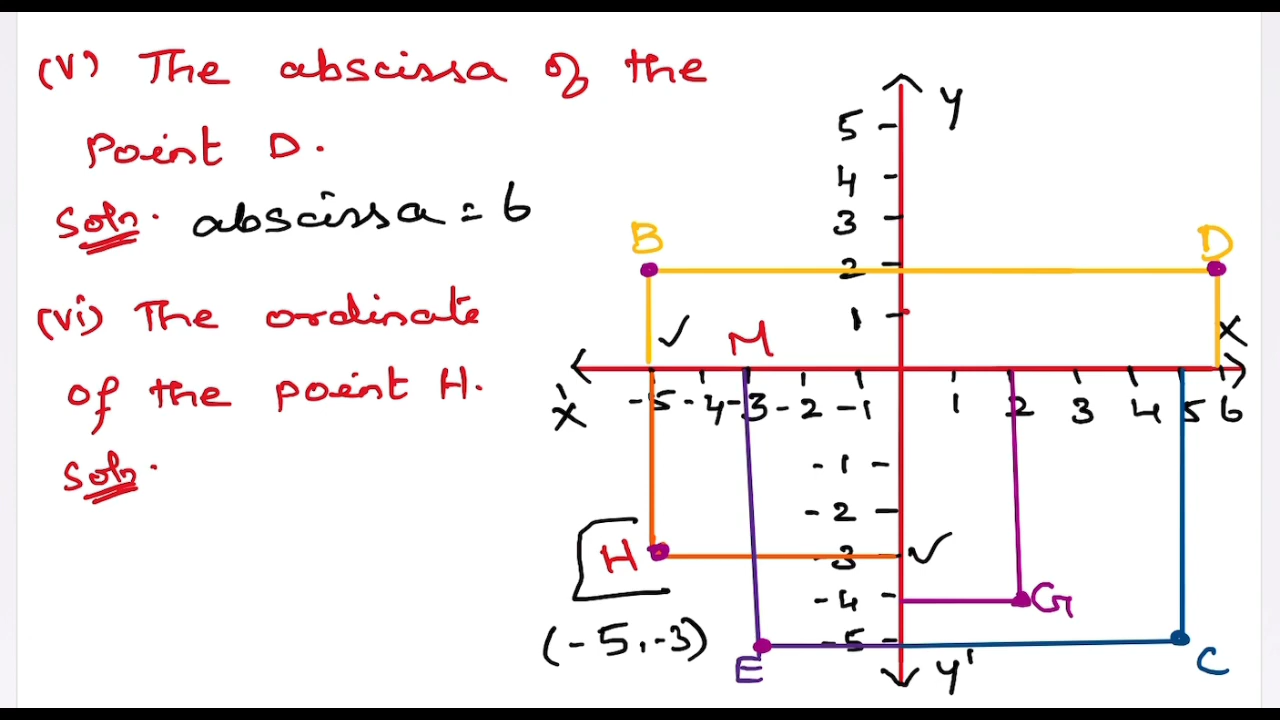 (V) The abscissa of the
Point D.
Soln. abscissa = 6
(Vi) The ordinate
of the point H.
Soln.
Y
5
4
3
B
D
2
1
M
X
X -5 -4 -3 -2 -1 1 2 3 4 5 6
-1
-2
H
-3
-4
G
(-5,-3)
-5
E
Y'
C